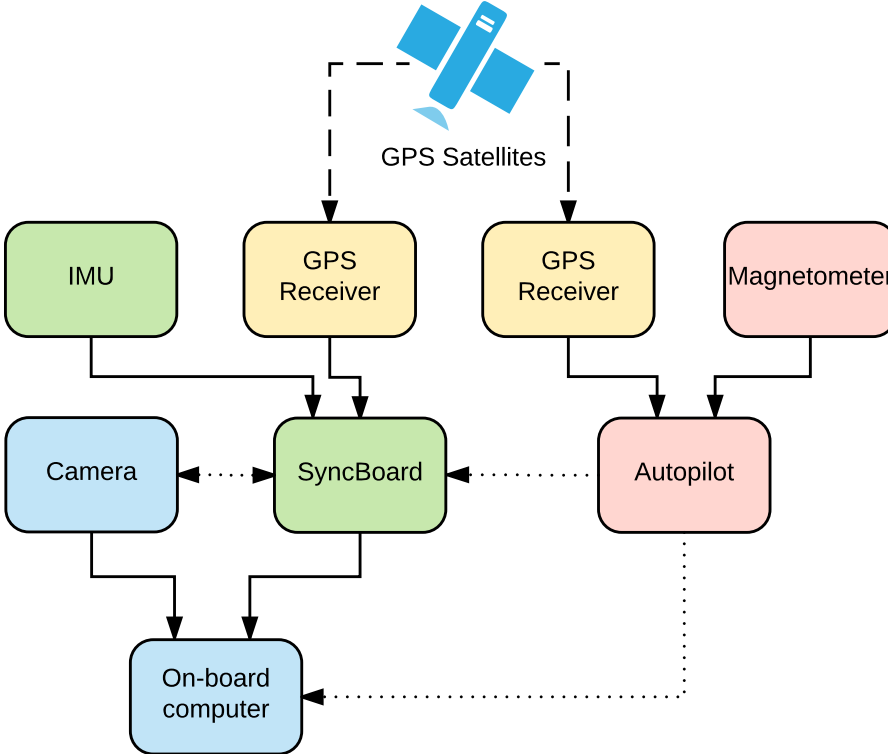 GPS Satellites
IMU
GPS
Receiver
GPS
Receiver
Magnetometer
Camera
SyncBoard
Autopilot
On-board
computer